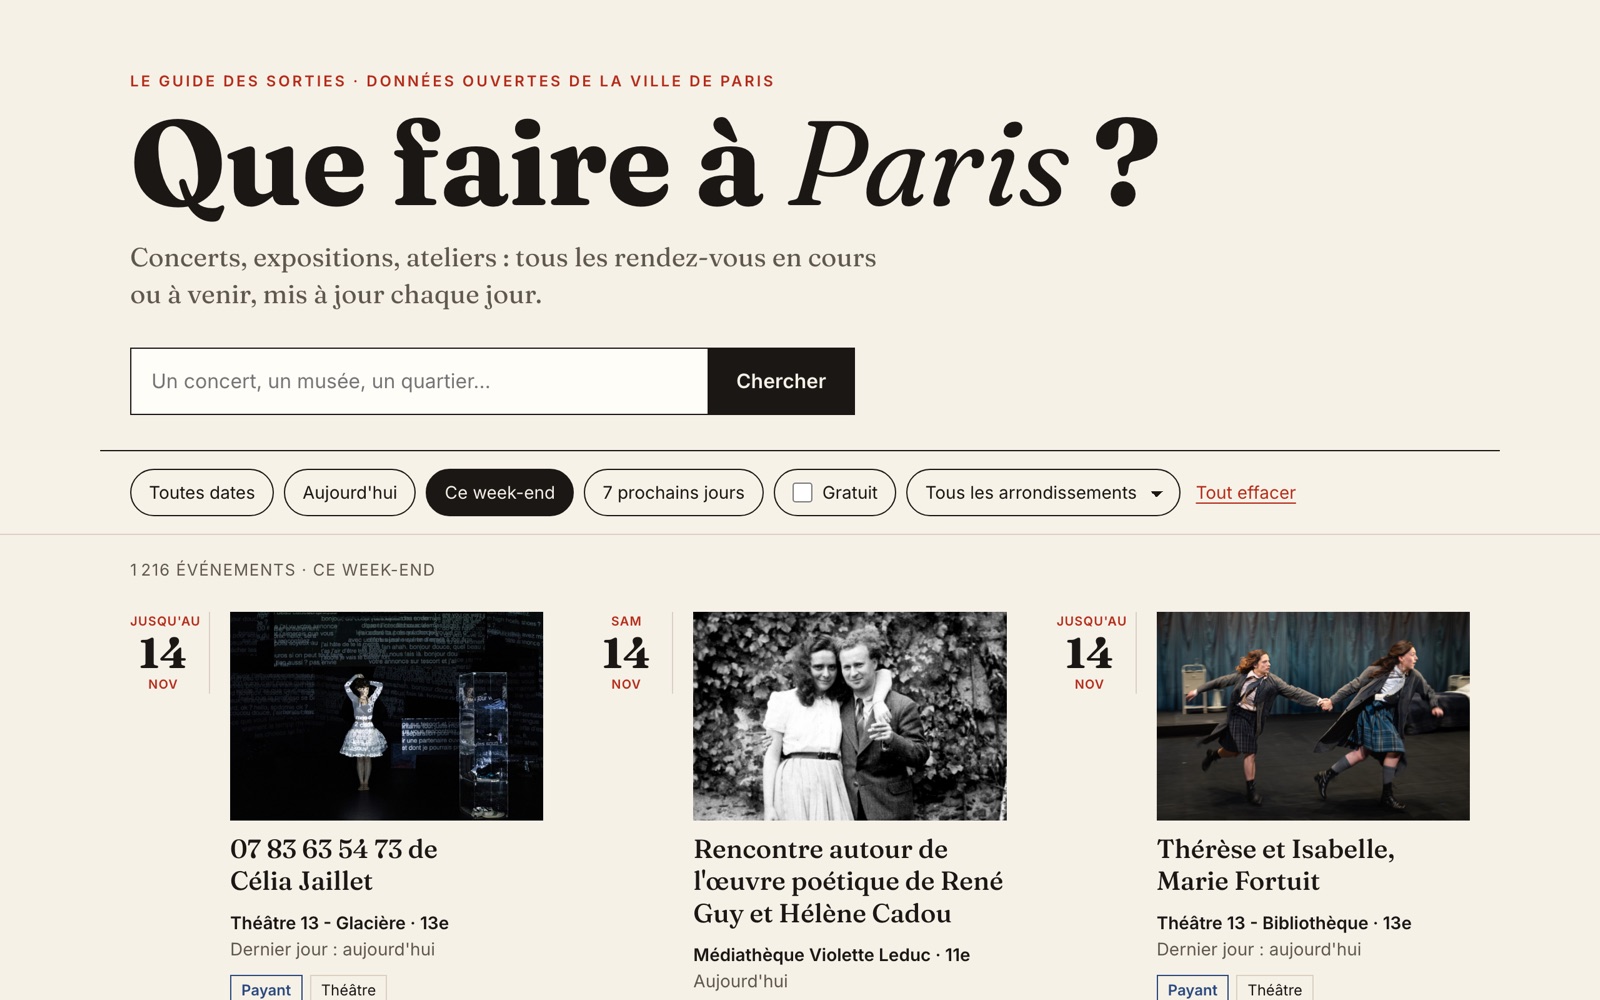 LE GUIDE DES SORTIES · DONNÉES OUVERTES DE LA VILLE DE PARIS
Que faire à Paris ?
Concerts, expositions, ateliers : tous les rendez-vous en cours
ou à venir, mis à jour chaque jour.
Un concert, un musée, un quartier...
Chercher
Toutes dates
Aujourd'hui
Ce week-end
7 prochains jours
Gratuit
Tous les arrondissements
Tout effacer
1 216 ÉVÉNEMENTS · CE WEEK-END
JUSQU'AU
14
NOV
07 83 63 54 73 de
Célia Jaillet
Théâtre 13 - Glacière · 13e
Dernier jour : aujourd'hui
Payant
Théâtre
SAM
14
NOV
Rencontre autour de
l'œuvre poétique de René
Guy et Hélène Cadou
Médiathèque Violette Leduc · 11e
Aujourd'hui
JUSQU'AU
14
NOV
Thérèse et Isabelle,
Marie Fortuit
Théâtre 13 - Bibliothèque · 13e
Dernier jour : aujourd'hui
Payant
Théâtre